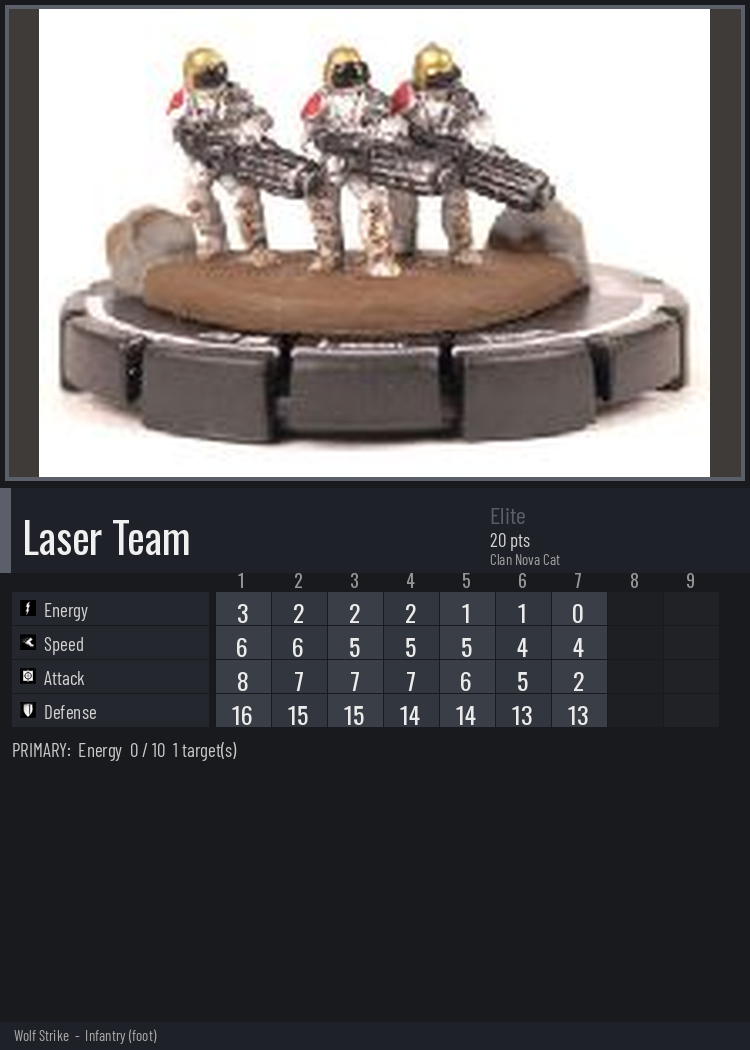 Laser Team
Elite
20 pts
Clan Nova Cat
1 2 3 4 5 6 7 8 9
Energy 3 2 2 2 1 1 0
Speed 6 6 5 5 5 4 4
Attack 8 7 7 7 6 5 2
Defense 16 15 15 14 14 13 13
PRIMARY: Energy 0 / 10 1 target(s)
Wolf Strike - Infantry (foot)